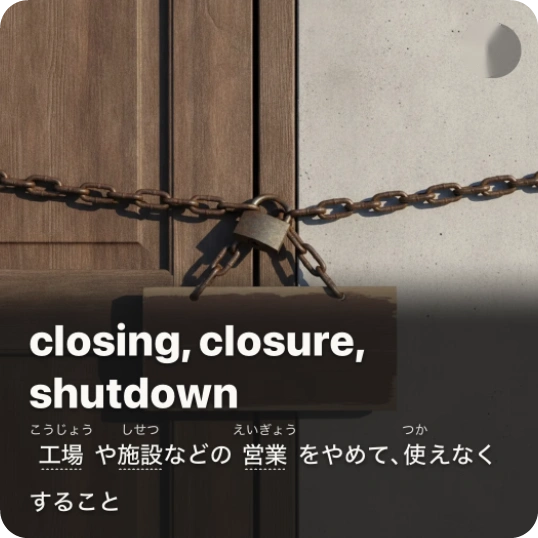 closing, closure,
shutdown
こうじょう しせつ えいぎょう つか
工場や施設などの営業をやめて、使えなく
すること